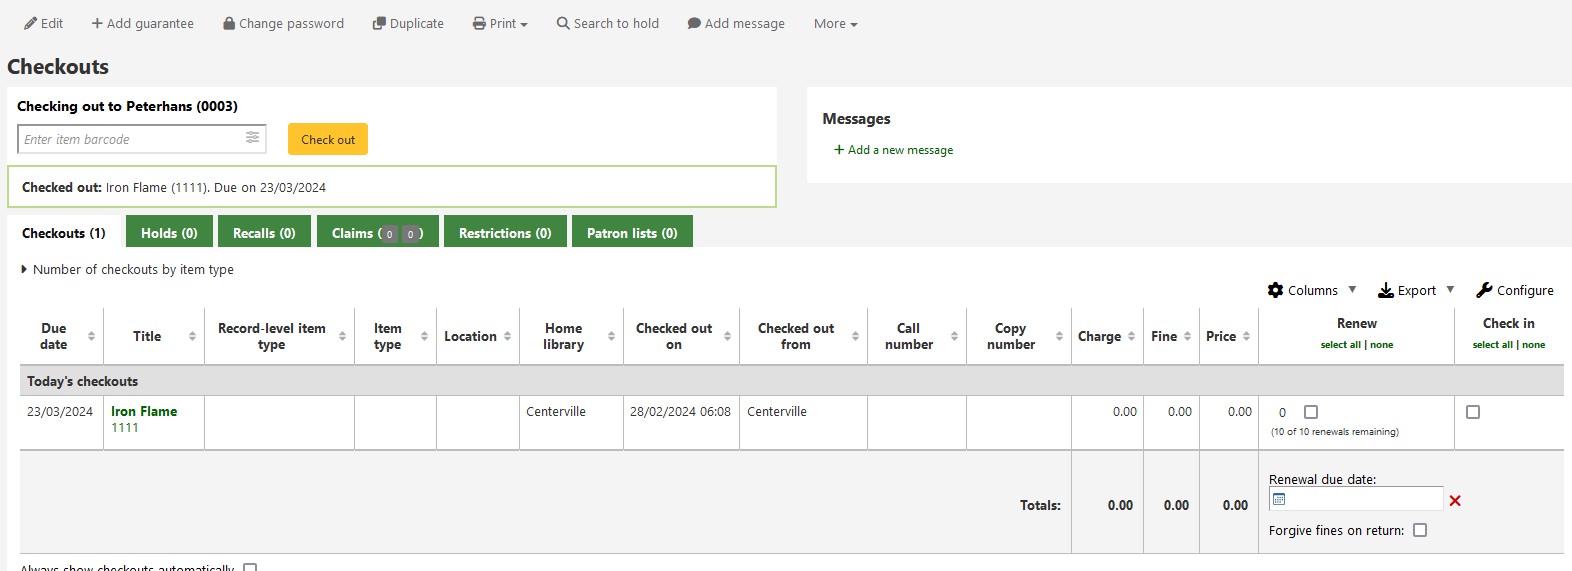 Edit Add guarantee Change password Duplicate Print Search to hold Add message More
Checkouts
Checking out to Peterhans (0003)
Enter item barcode Check out
Checked out: Iron Flame (1111). Due on 23/03/2024
Messages
+ Add a new message
Checkouts (1) Holds (0) Recalls (0) Claims (0 0) Restrictions (0) Patron lists (0)
Number of checkouts by item type
Columns Export Configure
Due date Title Record-level item type Item type Location Home library Checked out on Checked out from Call number Copy number Charge Fine Price Renew select all | none Check in select all | none
Today's checkouts
23/03/2024 Iron Flame Centerville 28/02/2024 06:08 Centerville 0.00 0.00 0.00 0
1111 (10 of 10 renewals remaining)
Renewal due date:
Totals: 0.00 0.00 0.00
Forgive fines on return:
Always show checkouts automatically